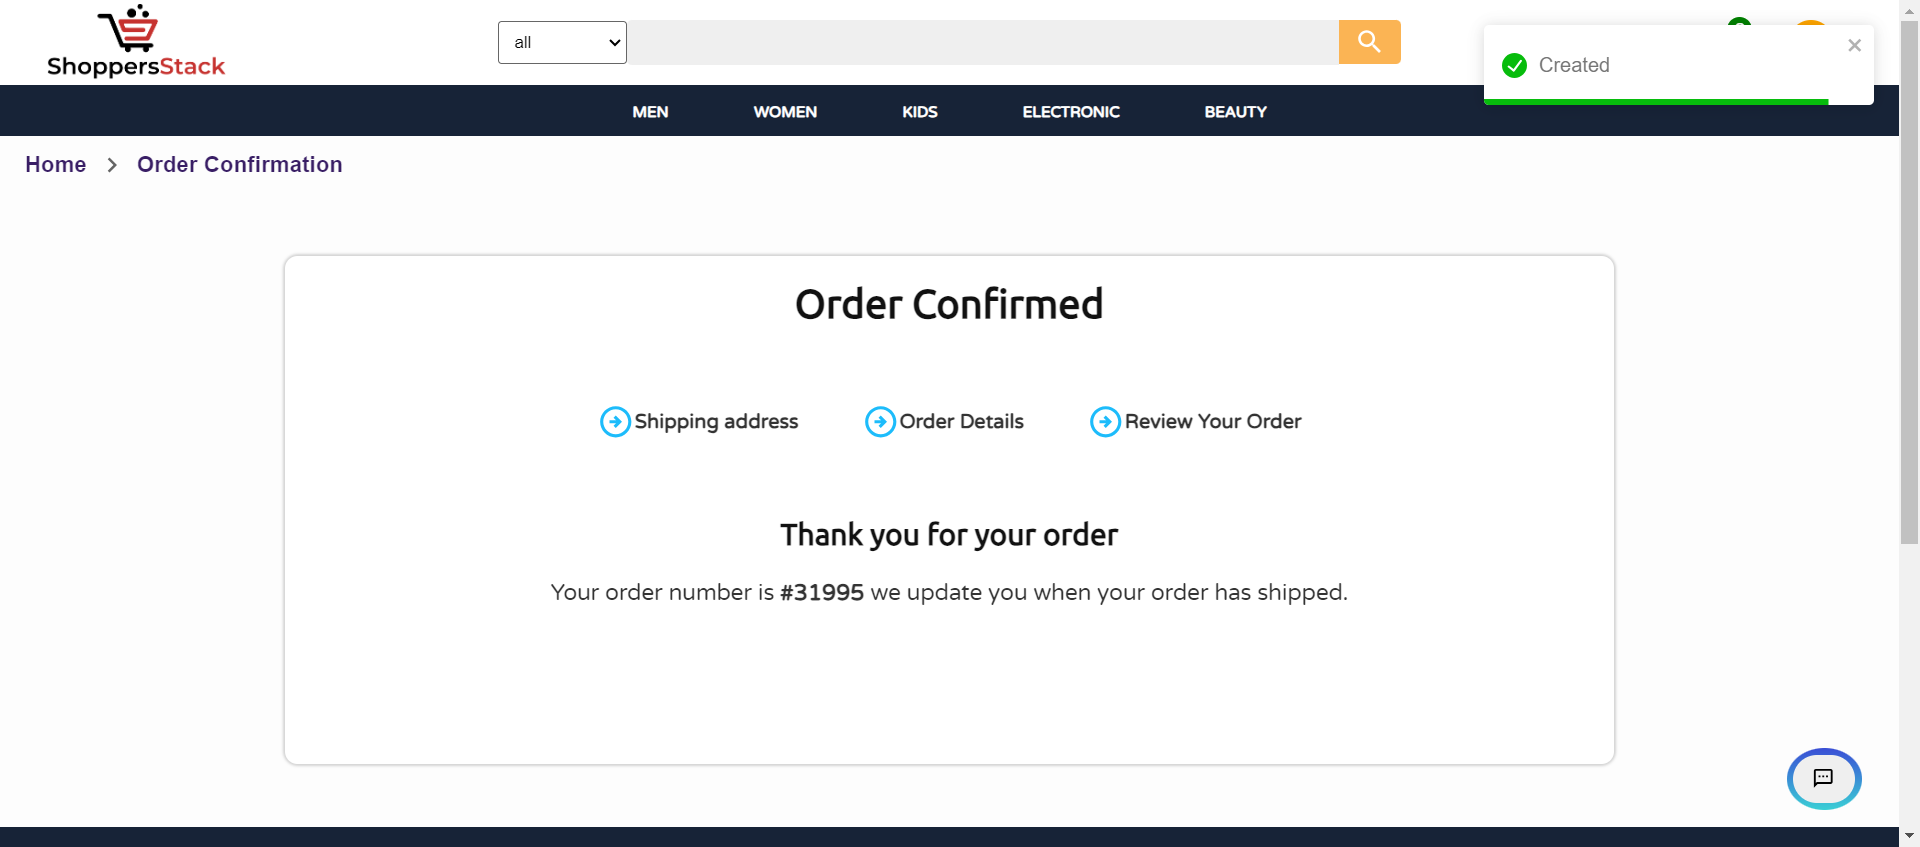 ShoppersStack
all
Created
MEN WOMEN KIDS ELECTRONIC BEAUTY
Home > Order Confirmation
Order Confirmed
Shipping address Order Details Review Your Order
Thank you for your order
Your order number is #31995 we update you when your order has shipped.